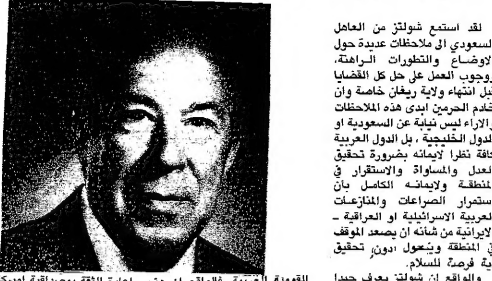 لقد استمع شولتز من العاهل
السعودي الى ملاحظات عديدة حول
الاوضاع والتطورات الراهنة،
ووجوب العمل على حل كل القضايا
قبل انتهاء ولاية ريغان خاصة وان
خادم الحرمين ابدى هذه الملاحظات
والاراء ليس نيابة عن السعودية او
الدول الخليجية ، بل الدول العربية
كافة نظرا لايمانه بضرورة تحقيق
العدل والمساواة والاستقرار في
المنطقة ولايمانه الكامل بان
استمرار الصراعات والمنازعات
العربية الاسرائيلية او العراقية ـ
الايرانية من شأنه ان يصعد الموقف
في المنطقة ويحول دون تحقيق
اية فرصة للسلام.
والواقع ان شولتز يعرف جيدا